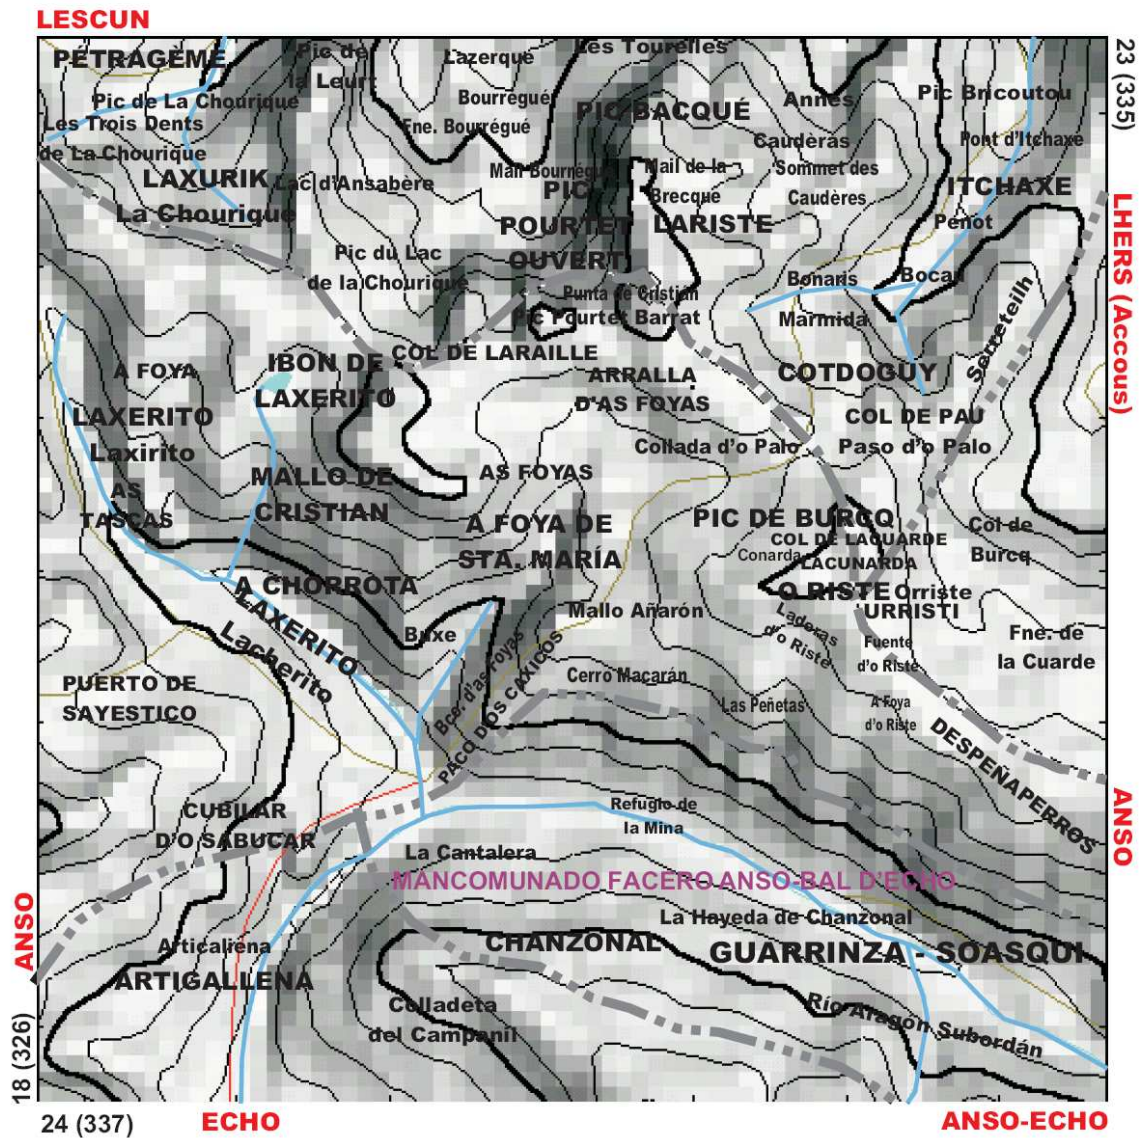 LESCUN
23 (335)
PÉTRAGÈME
Pic de
la Leurt
Lazerque
Les Tourelles
Pic de La Chourique
Bourrégué
PIC BACQUÉ
Annés
Pic Bricoutou
Les Trois Dents
de La Chourique
Fne. Bourrégué
Caudèras
Pont d'Itchaxe
LAXURIK
Lac d'Ansabère
Mail Bourrégué
Mail de la
Brecque
Sommet des
Caudères
ITCHAXE
La Chourique
PIC
POURTET
OUVERT
LARISTE
Penot
Pic du Lac
de la Chourique
Punta de Cristian
Pic Pourtet Barrat
Bonaris
Bocau
Marmida
Serreteilh
LHERS (Accous)
A FOYA
IBON DE
LAXERITO
COL DE LARAILLE
ARRALLA
D'AS FOYAS
COTDOGUY
LAXERITO
Laxirito
COL DE PAU
Collada d'o Palo
Paso d'o Palo
AS
TASCAS
MALLO DE
CRISTIAN
AS FOYAS
A FOYA DE
STA. MARÍA
PIC DE BURCQ
COL DE LACUARDE
Conarda
LACUNARDA
Col de
Burcq
A CHORROTA
O RISTE
Orriste
URRISTI
LAXERITO
Lacherito
Buxe
Mallo Añarón
Laderas
d'o Riste
Fuente
d'o Riste
Fne. de
la Cuarde
PUERTO DE
SAYESTICO
Bco. d'as Foyas
PACO D'OS CAXICOS
Cerro Macarán
Las Peñetas
A Foya
d'o Riste
DESPEÑAPERROS
CUBILAR
D'O SABUCAR
Refugio de
la Mina
ANSO
La Cantalera
MANCOMUNADO FACERO ANSO-BAL D'ECHO
La Hayeda de Chanzonal
ANSO
Articaliena
ARTIGALLENA
CHANZONAL
GUARRINZA - SOASQUI
Colladeta
del Campanil
Río Aragón Subordán
18 (326)
24 (337)
ECHO
ANSO-ECHO